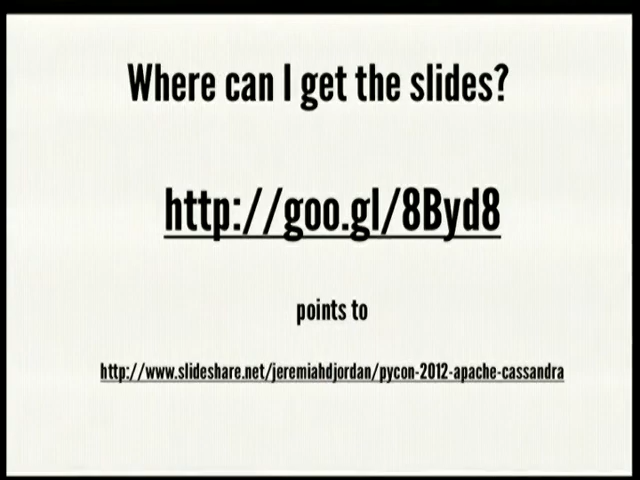 Where can I get the slides?
http://goo.gl/8Byd8
points to
http://www.slideshare.net/jeremiahdjordan/pycon-2012-apache-cassandra